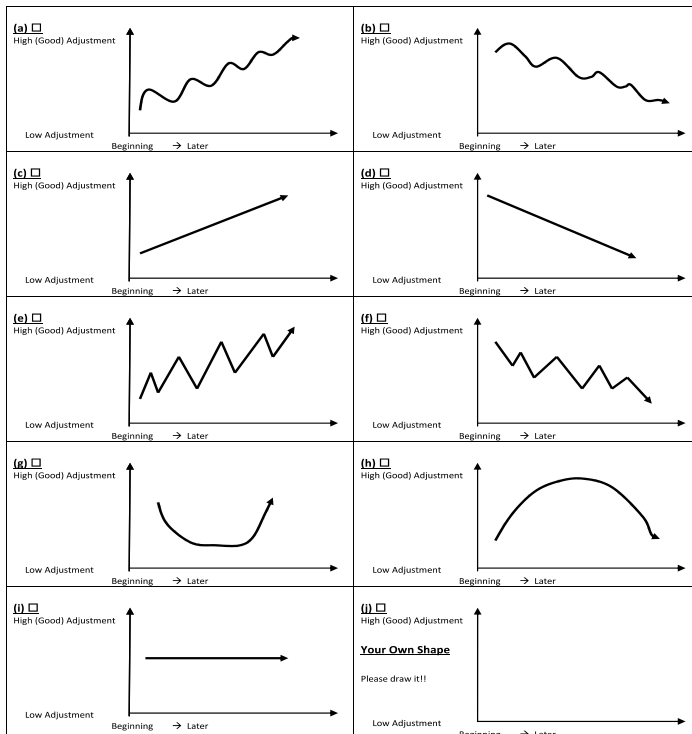 (a) ☐
High (Good) Adjustment
Low Adjustment
Beginning → Later
(b) ☐
High (Good) Adjustment
Low Adjustment
Beginning → Later
(c) ☐
High (Good) Adjustment
Low Adjustment
Beginning → Later
(d) ☐
High (Good) Adjustment
Low Adjustment
Beginning → Later
(e) ☐
High (Good) Adjustment
Low Adjustment
Beginning → Later
(f) ☐
High (Good) Adjustment
Low Adjustment
Beginning → Later
(g) ☐
High (Good) Adjustment
Low Adjustment
Beginning → Later
(h) ☐
High (Good) Adjustment
Low Adjustment
Beginning → Later
(i) ☐
High (Good) Adjustment
Low Adjustment
Beginning → Later
(j) ☐
High (Good) Adjustment
Your Own Shape
Please draw it!!
Low Adjustment
Beginning → Later